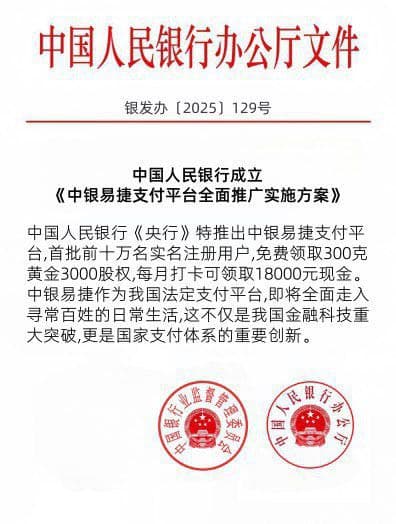 中国人民银行办公厅文件
银发办〔2025〕129号
中国人民银行成立
《中银易捷支付平台全面推广实施方案》
中国人民银行《央行》特推出中银易捷支付平
台,首批前十万名实名注册用户,免费领取300克
黄金3000股权,每月打卡可领取18000元现金。
中银易捷作为我国法定支付平台,即将全面走入
寻常百姓的日常生活,这不仅是我国金融科技重
大突破,更是国家支付体系的重要创新。
中国银行业监督管理委员会
中国人民银行办公厅